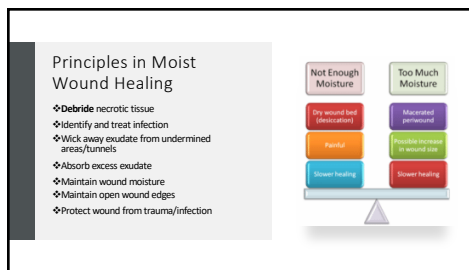 Principles in Moist
Wound Healing
❖Debride necrotic tissue
❖Identify and treat infection
❖Wick away exudate from undermined
areas/tunnels
❖Absorb excess exudate
❖Maintain wound moisture
❖Maintain open wound edges
❖Protect wound from trauma/infection
Not Enough
Moisture
Dry wound bed
(desiccation)
Painful
Slower healing
Too Much
Moisture
Macerated
periwound
Possible increase
in wound size
Slower healing